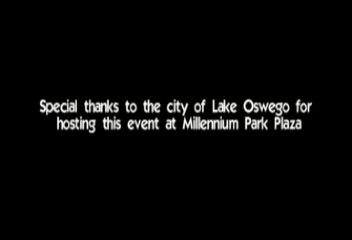 Special thanks to the city of Lake Oswego for
hosting this event at Millennium Park Plaza